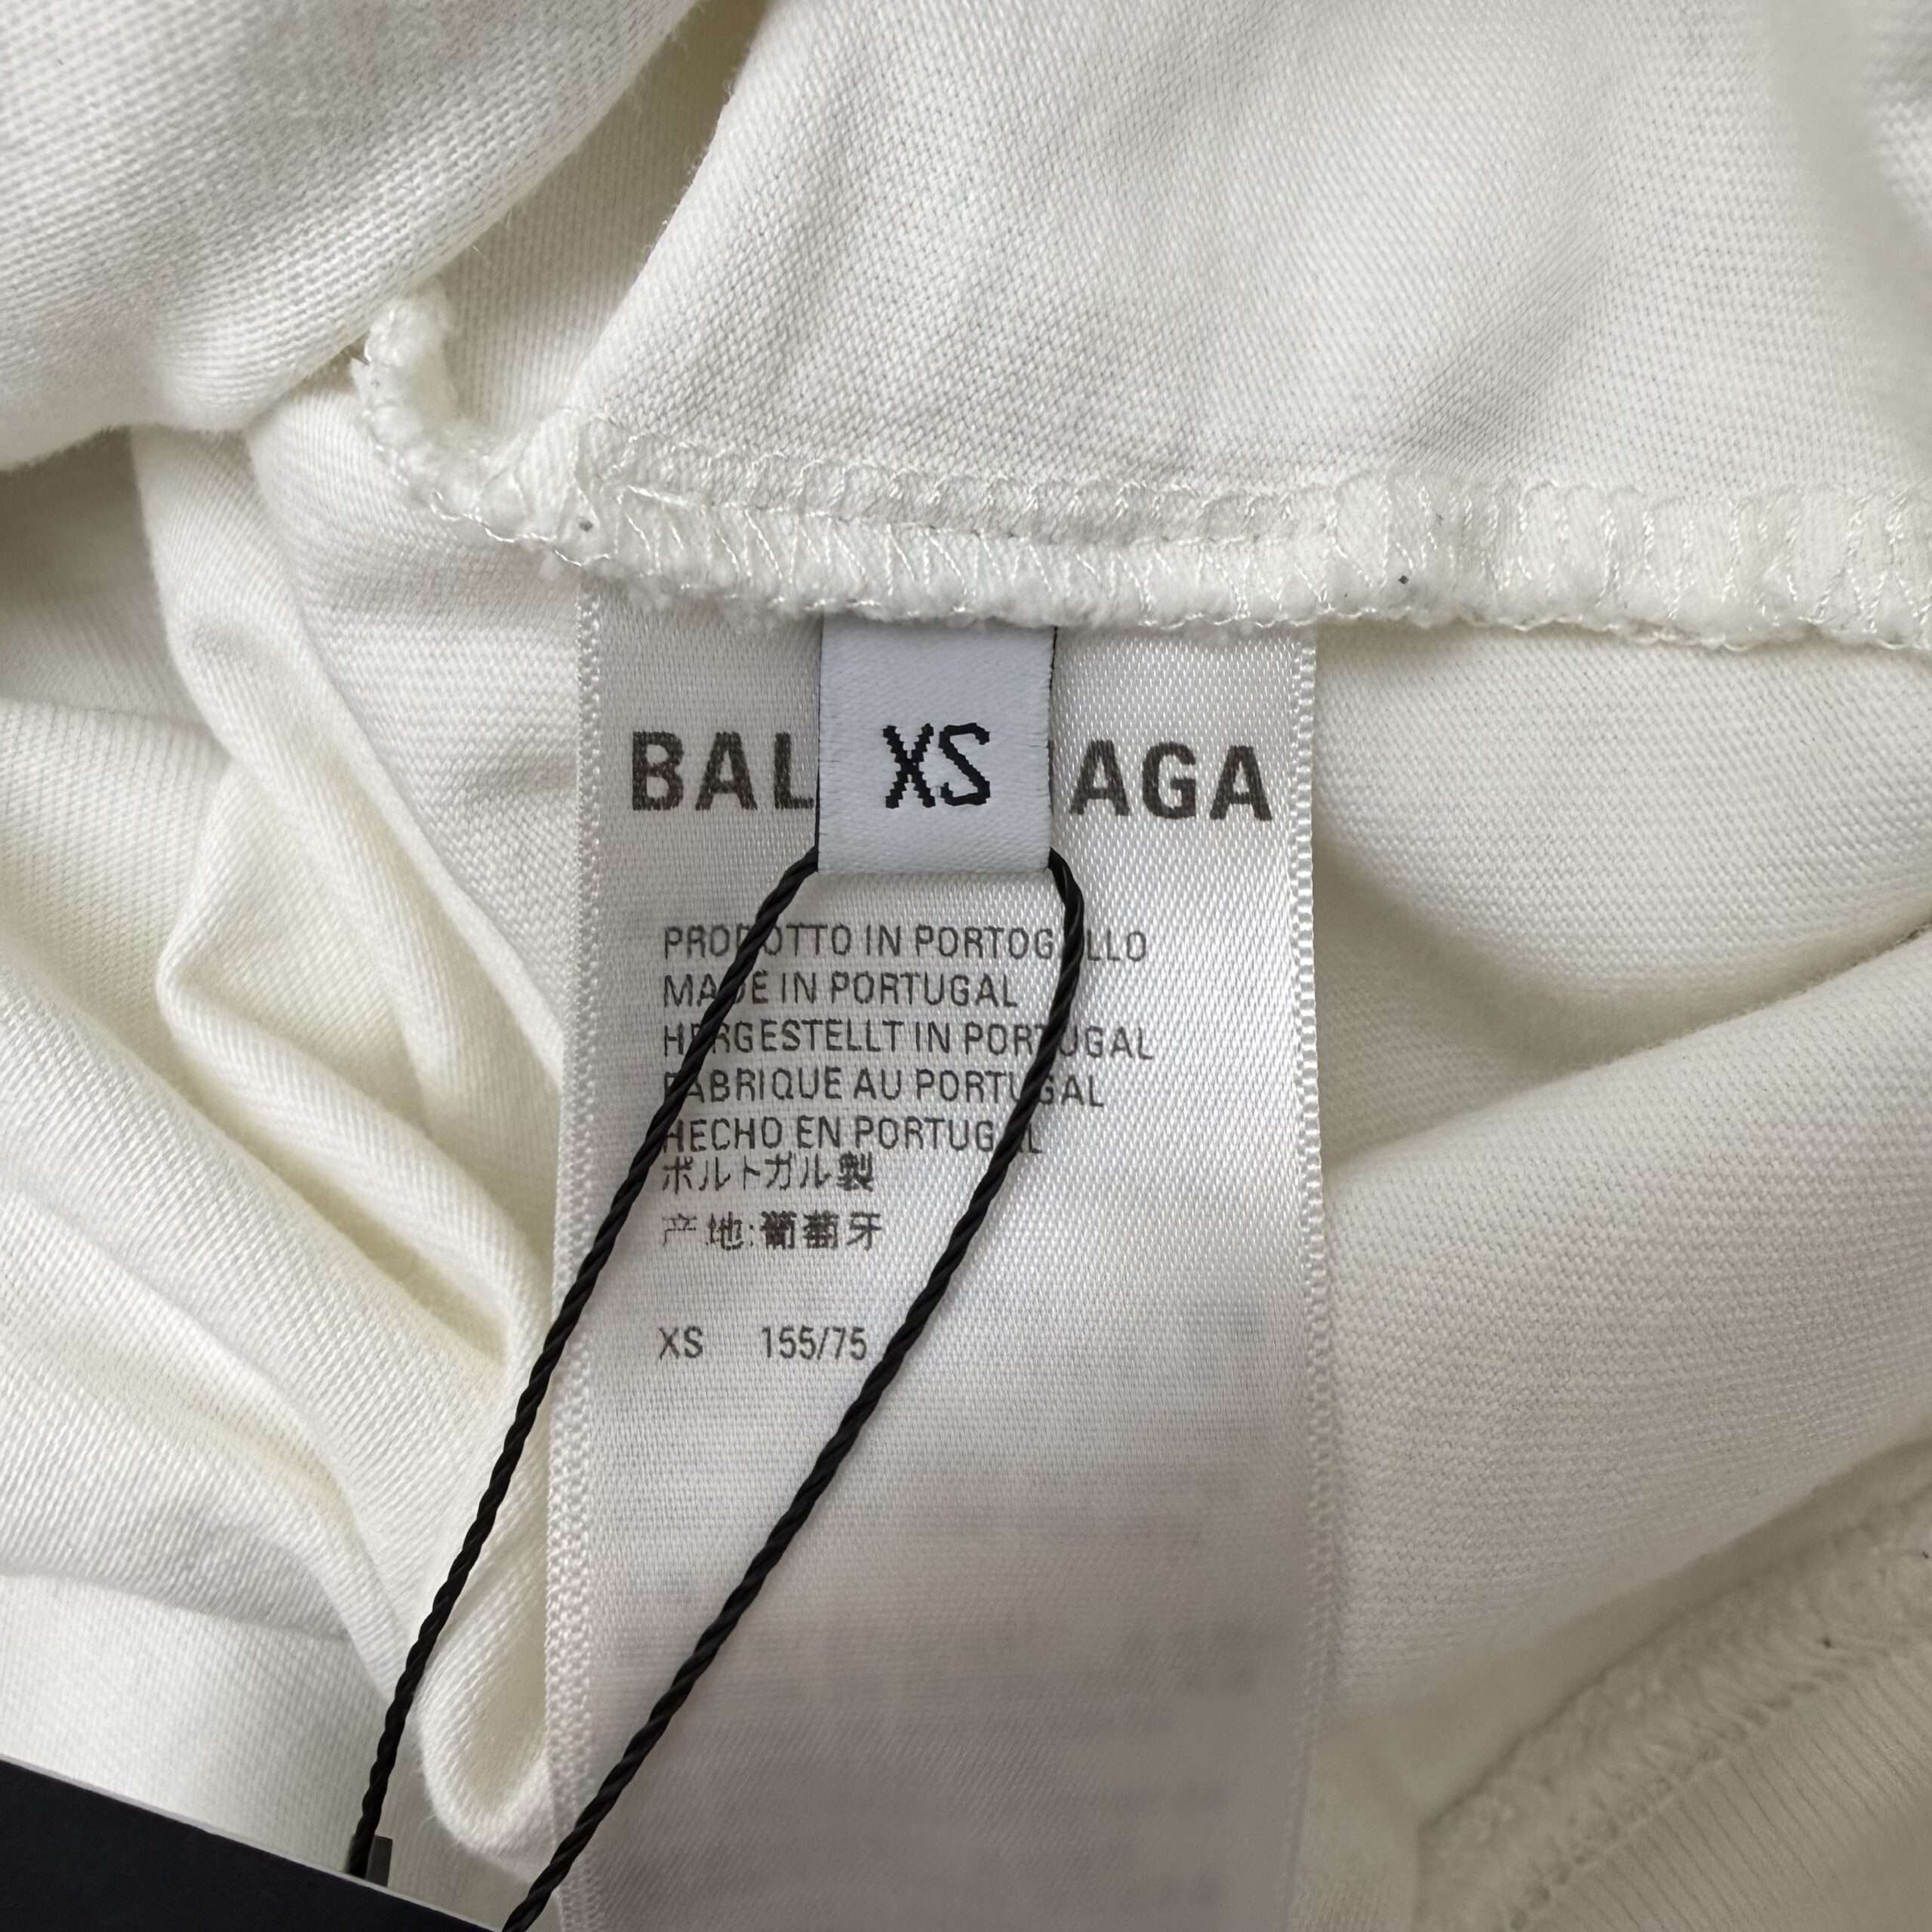 BAL XS AGA
PRODOTTO IN PORTOGALLO
MADE IN PORTUGAL
HERGESTELLT IN PORTUGAL
FABRIQUE AU PORTUGAL
HECHO EN PORTUGAL
ポルトガル製
产地:葡萄牙
XS 155/75